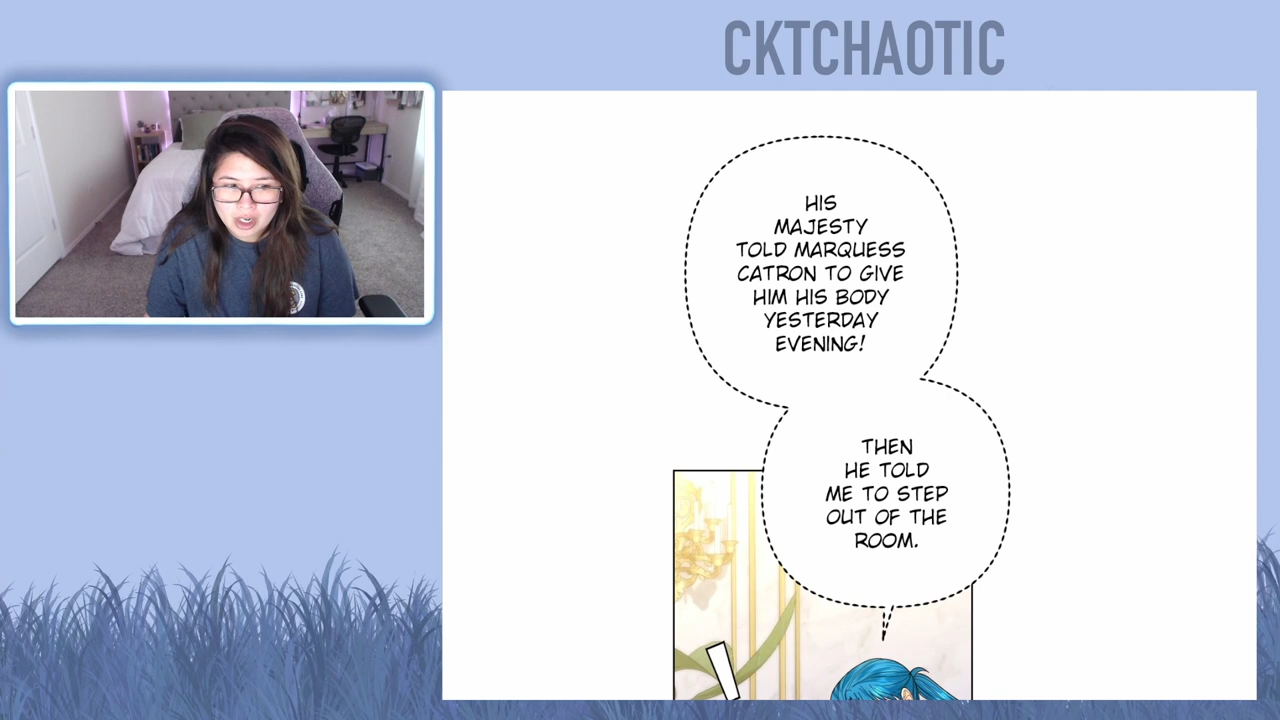 CKTCHAOTIC
HIS
MAJESTY
TOLD MARQUESS
CATRON TO GIVE
HIM HIS BODY
YESTERDAY
EVENING!
THEN
HE TOLD
ME TO STEP
OUT OF THE
ROOM.